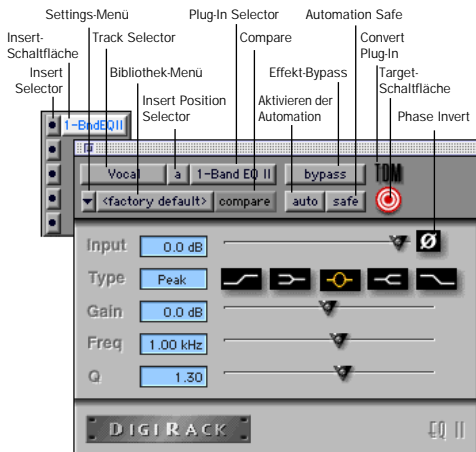 Settings-Menü
Plug-In Selector
Automation Safe
Insert-
Schaltfläche
Track Selector
Compare
Convert
Plug-In
Insert
Selector
Bibliothek-Menü
Effekt-Bypass
Target-
Schaltfläche
Insert Position
Selector
Aktivieren der
Automation
Phase Invert
1-BndEQII
Vocal a 1-Band EQ II bypass TDM
<factory default> compare auto safe
Input 0.0 dB Ø
Type Peak
Gain 0.0 dB
Freq 1.00 kHz
Q 1.30
DIGIRACK EQ II